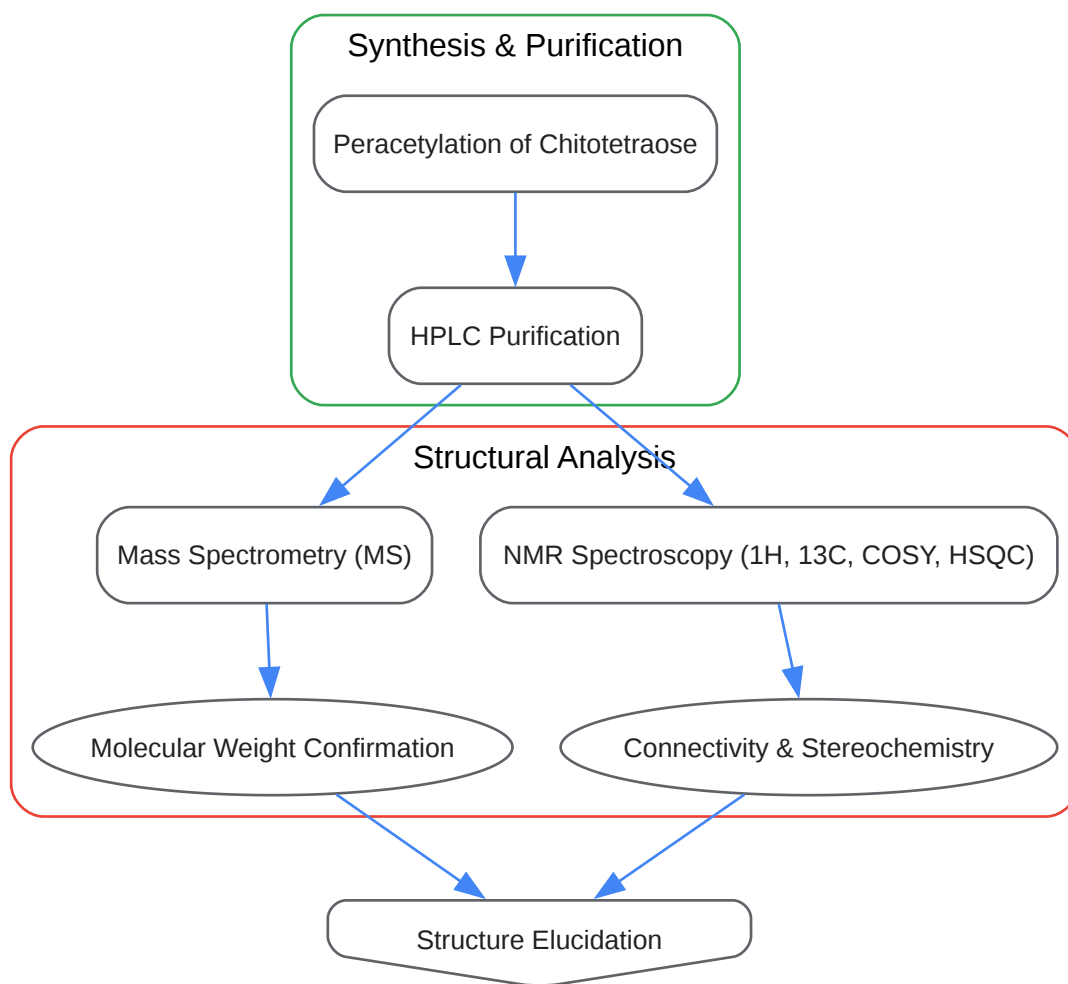 Synthesis & Purification
Peracetylation of Chitotetraose
HPLC Purification
Structural Analysis
Mass Spectrometry (MS)
NMR Spectroscopy (1H, 13C, COSY, HSQC)
Molecular Weight Confirmation
Connectivity & Stereochemistry
Structure Elucidation